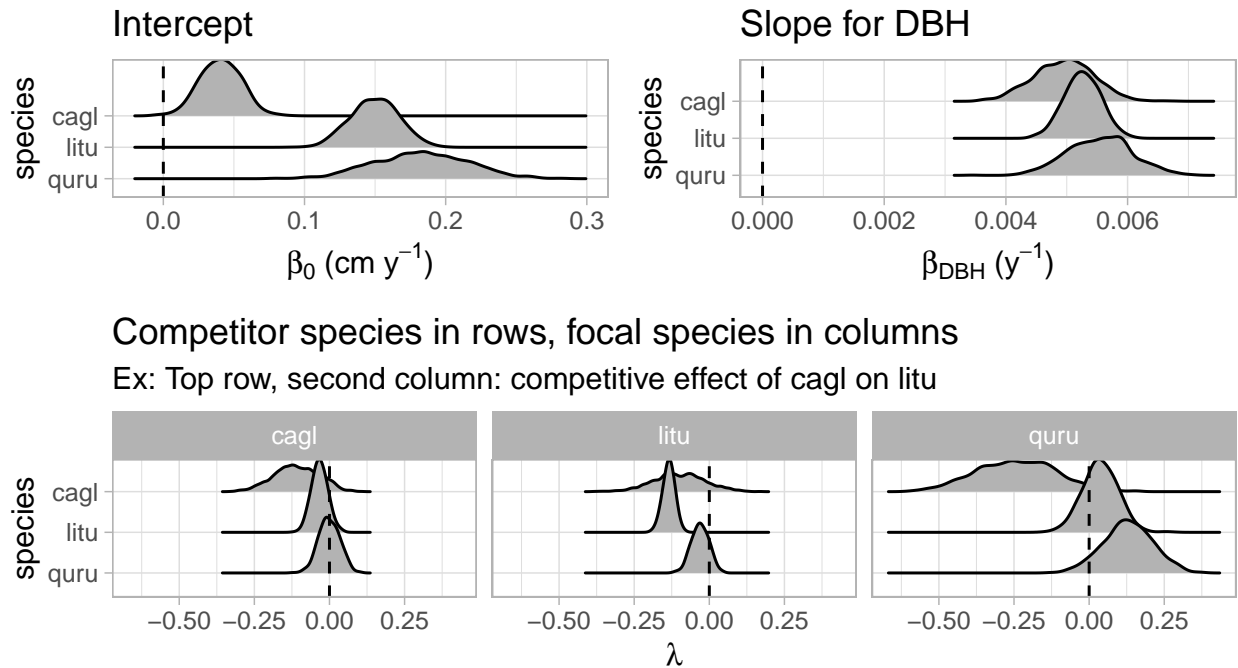 Intercept
species
cagl
litu
quru
0.0 0.1 0.2 0.3
β0 (cm y−1)
Slope for DBH
species
cagl
litu
quru
0.000 0.002 0.004 0.006
βDBH (y−1)
Competitor species in rows, focal species in columns
Ex: Top row, second column: competitive effect of cagl on litu
cagl litu quru
species
cagl
litu
quru
−0.50 −0.25 0.00 0.25 −0.50 −0.25 0.00 0.25 −0.50 −0.25 0.00 0.25
λ